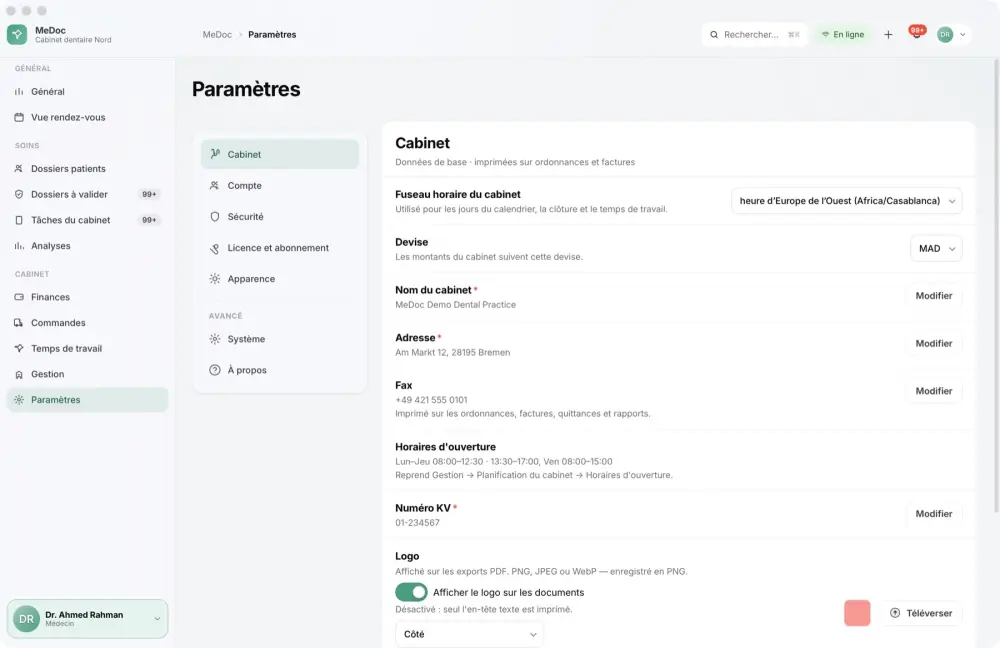 MeDoc
Cabinet dentaire Nord
MeDoc › Paramètres
Rechercher... ⌘K
En ligne
99+
DR
GÉNÉRAL
Général
Vue rendez-vous
SOINS
Dossiers patients
Dossiers à valider 99+
Tâches du cabinet 99+
Analyses
CABINET
Finances
Commandes
Temps de travail
Gestion
Paramètres
DR
Dr. Ahmed Rahman
Médecin
Paramètres
Cabinet
Compte
Sécurité
Licence et abonnement
Apparence
AVANCÉ
Système
À propos
Cabinet
Données de base · imprimées sur ordonnances et factures
Fuseau horaire du cabinet
Utilisé pour les jours du calendrier, la clôture et le temps de travail.
heure d’Europe de l’Ouest (Africa/Casablanca)
Devise
Les montants du cabinet suivent cette devise.
MAD
Nom du cabinet *
MeDoc Demo Dental Practice
Modifier
Adresse *
Am Markt 12, 28195 Bremen
Modifier
Fax
+49 421 555 0101
Imprimé sur les ordonnances, factures, quittances et rapports.
Modifier
Horaires d'ouverture
Lun–Jeu 08:00–12:30 · 13:30–17:00, Ven 08:00–15:00
Reprend Gestion → Planification du cabinet → Horaires d'ouverture.
Numéro KV *
01-234567
Modifier
Logo
Affiché sur les exports PDF. PNG, JPEG ou WebP — enregistré en PNG.
Afficher le logo sur les documents
Désactivé : seul l'en-tête texte est imprimé.
Côté
Téléverser